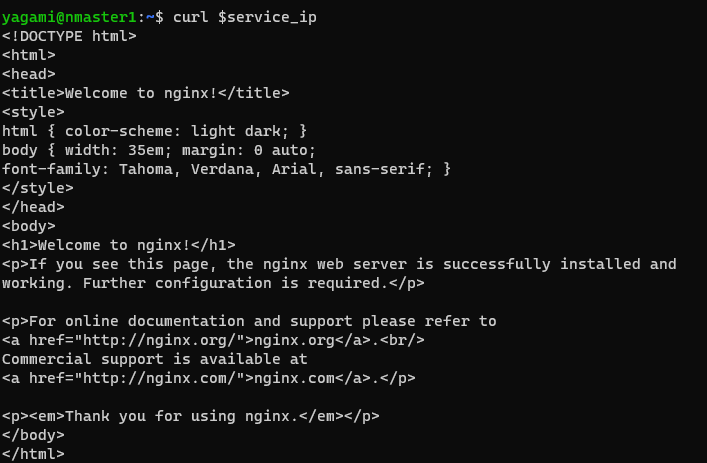 yagami@nmaster1:~$ curl $service_ip
<!DOCTYPE html>
<html>
<head>
<title>Welcome to nginx!</title>
<style>
html { color-scheme: light dark; }
body { width: 35em; margin: 0 auto;
font-family: Tahoma, Verdana, Arial, sans-serif; }
</style>
</head>
<body>
<h1>Welcome to nginx!</h1>
<p>If you see this page, the nginx web server is successfully installed and
working. Further configuration is required.</p>

<p>For online documentation and support please refer to
<a href="http://nginx.org/">nginx.org</a>.<br/>
Commercial support is available at
<a href="http://nginx.com/">nginx.com</a>.</p>

<p><em>Thank you for using nginx.</em></p>
</body>
</html>